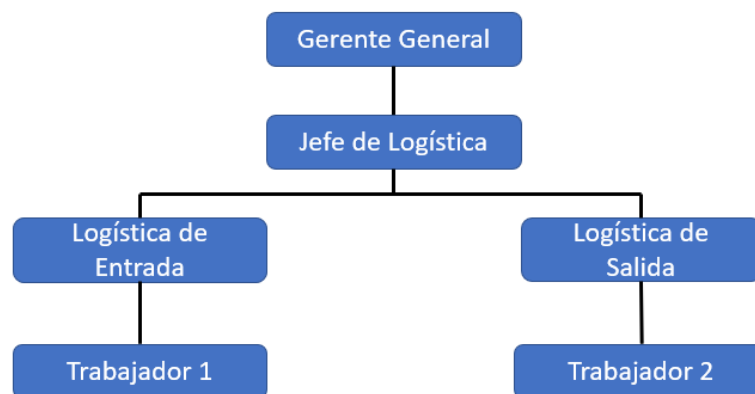 Gerente General
Jefe de Logística
Logística de
Entrada
Logística de
Salida
Trabajador 1
Trabajador 2